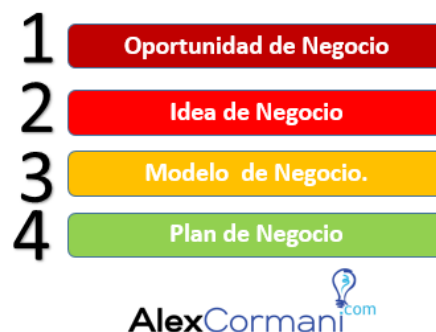 1 Oportunidad de Negocio
2 Idea de Negocio
3 Modelo de Negocio.
4 Plan de Negocio
AlexCormani.com